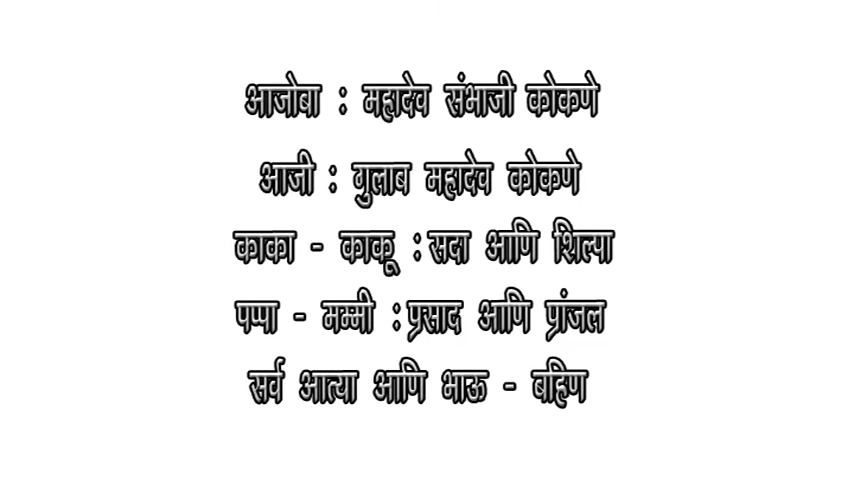 आजोबा : महादेव संभाजी कोकणे
आजी : गुलाब महादेव कोकणे
काका - काकू : सदा आणि शिल्पा
पप्पा - मम्मी : प्रसाद आणि प्रांजल
सर्व आत्या आणि भाऊ - बहिण